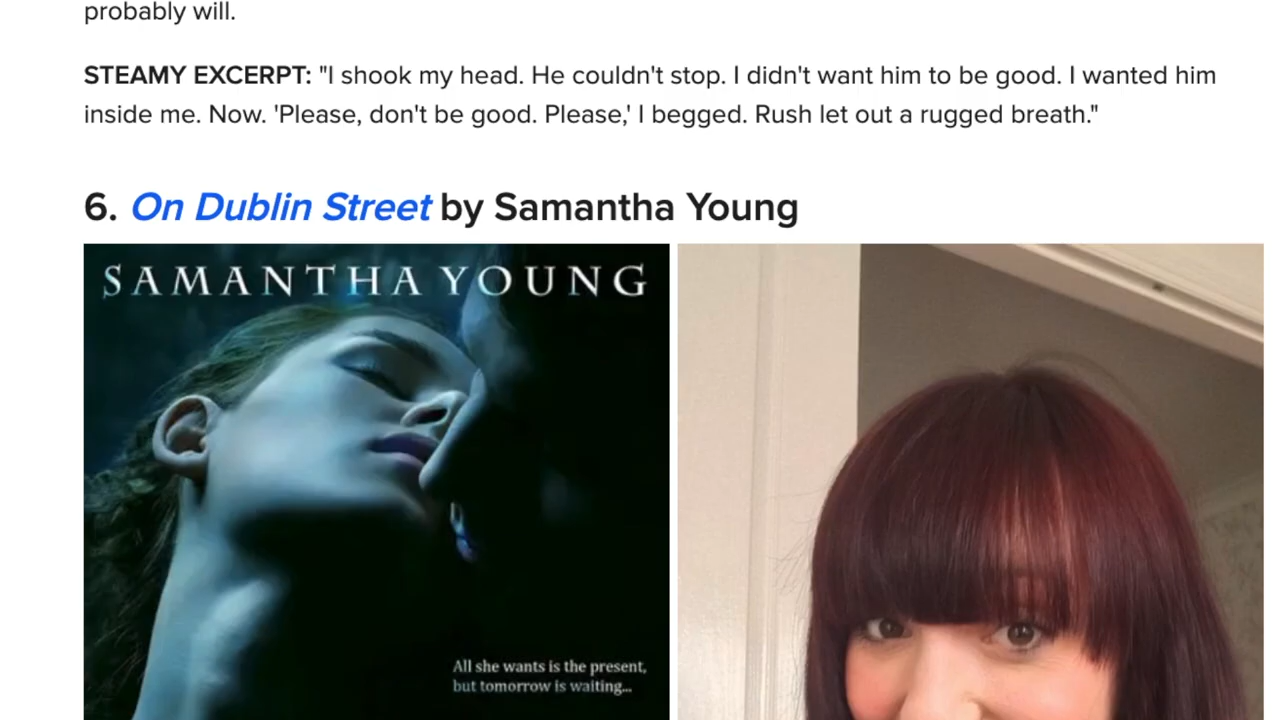 probably will.
STEAMY EXCERPT: "I shook my head. He couldn't stop. I didn't want him to be good. I wanted him
inside me. Now. 'Please, don't be good. Please,' I begged. Rush let out a rugged breath."
6. On Dublin Street by Samantha Young
SAMANTHA YOUNG
All she wants is the present,
but tomorrow is waiting...